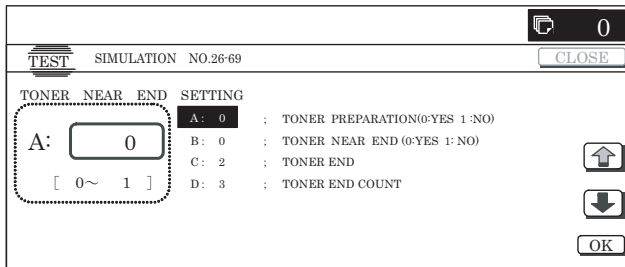 0
TEST SIMULATION NO.26-69 CLOSE
TONER NEAR END SETTING
A: 0 ; TONER PREPARATION(0:YES 1 :NO)
B: 0 ; TONER NEAR END (0:YES 1: NO)
C: 2 ; TONER END
D: 3 ; TONER END COUNT
A: 0
[ 0~ 1 ]
OK